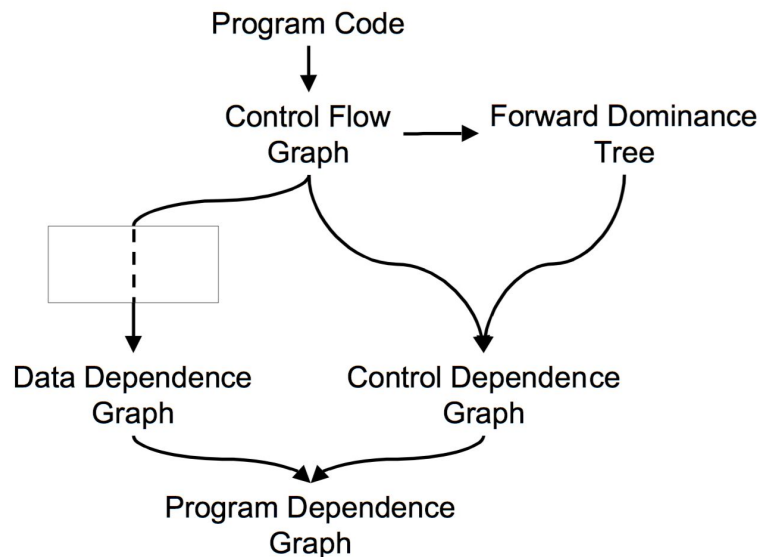 Program Code
Control Flow
Graph
Forward Dominance
Tree
Data Dependence
Graph
Control Dependence
Graph
Program Dependence
Graph